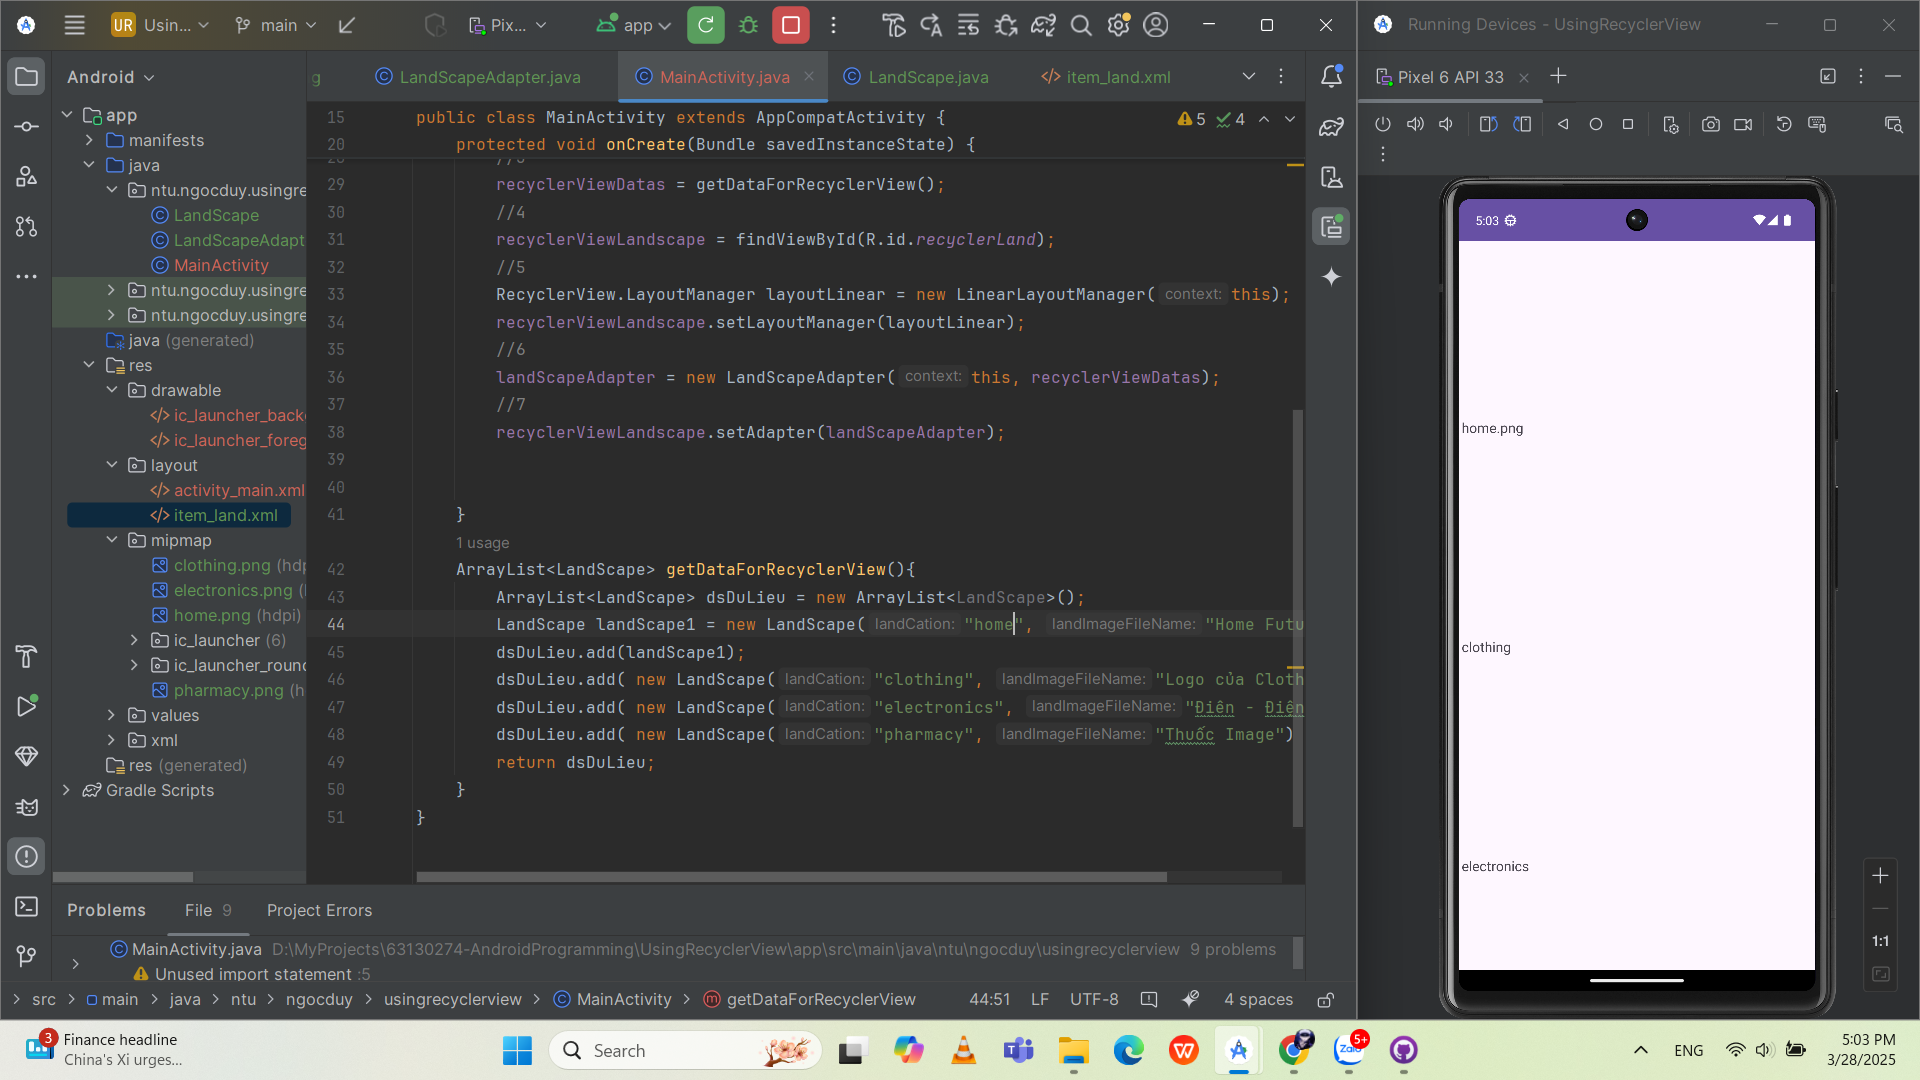 UR Usin... main Pix... app
Running Devices - UsingRecyclerView
Android
LandScapeAdapter.java
MainActivity.java
LandScape.java
item_land.xml
Pixel 6 API 33
app
manifests
java
ntu.ngocduy.usingre
LandScape
LandScapeAdapt
MainActivity
ntu.ngocduy.usingre
ntu.ngocduy.usingre
java (generated)
res
drawable
ic_launcher_back
ic_launcher_foreg
layout
activity_main.xml
item_land.xml
mipmap
clothing.png (hdp
electronics.png (
home.png (hdpi)
ic_launcher (6)
ic_launcher_roun
pharmacy.png (h
values
xml
res (generated)
Gradle Scripts
15 public class MainActivity extends AppCompatActivity {
5 4
20 protected void onCreate(Bundle savedInstanceState) {
29 recyclerViewDatas = getDataForRecyclerView();
30 //4
31 recyclerViewLandscape = findViewById(R.id.recyclerLand);
32 //5
33 RecyclerView.LayoutManager layoutLinear = new LinearLayoutManager( context: this);
34 recyclerViewLandscape.setLayoutManager(layoutLinear);
35 //6
36 landScapeAdapter = new LandScapeAdapter( context: this, recyclerViewDatas);
37 //7
38 recyclerViewLandscape.setAdapter(landScapeAdapter);
39
40
41 }
1 usage
42 ArrayList<LandScape> getDataForRecyclerView(){
43 ArrayList<LandScape> dsDuLieu = new ArrayList<LandScape>();
44 LandScape landScape1 = new LandScape( landCation: "home", landImageFileName: "Home Futu
45 dsDuLieu.add(landScape1);
46 dsDuLieu.add( new LandScape( landCation: "clothing", landImageFileName: "Logo của Cloth
47 dsDuLieu.add( new LandScape( landCation: "electronics", landImageFileName: "Điên - Điên
48 dsDuLieu.add( new LandScape( landCation: "pharmacy", landImageFileName: "Thuốc Image")
49 return dsDuLieu;
50 }
51 }
5:03
home.png
clothing
electronics
1:1
Problems File 9 Project Errors
MainActivity.java D:\MyProjects\63130274-AndroidProgramming\UsingRecyclerView\app\src\main\java\ntu\ngocduy\usingrecyclerview 9 problems
Unused import statement :5
src > main > java > ntu > ngocduy > usingrecyclerview > MainActivity > getDataForRecyclerView
44:51 LF UTF-8 4 spaces
3 Finance headline
China's Xi urges...
Search
Zalo 5+
ENG
5:03 PM
3/28/2025